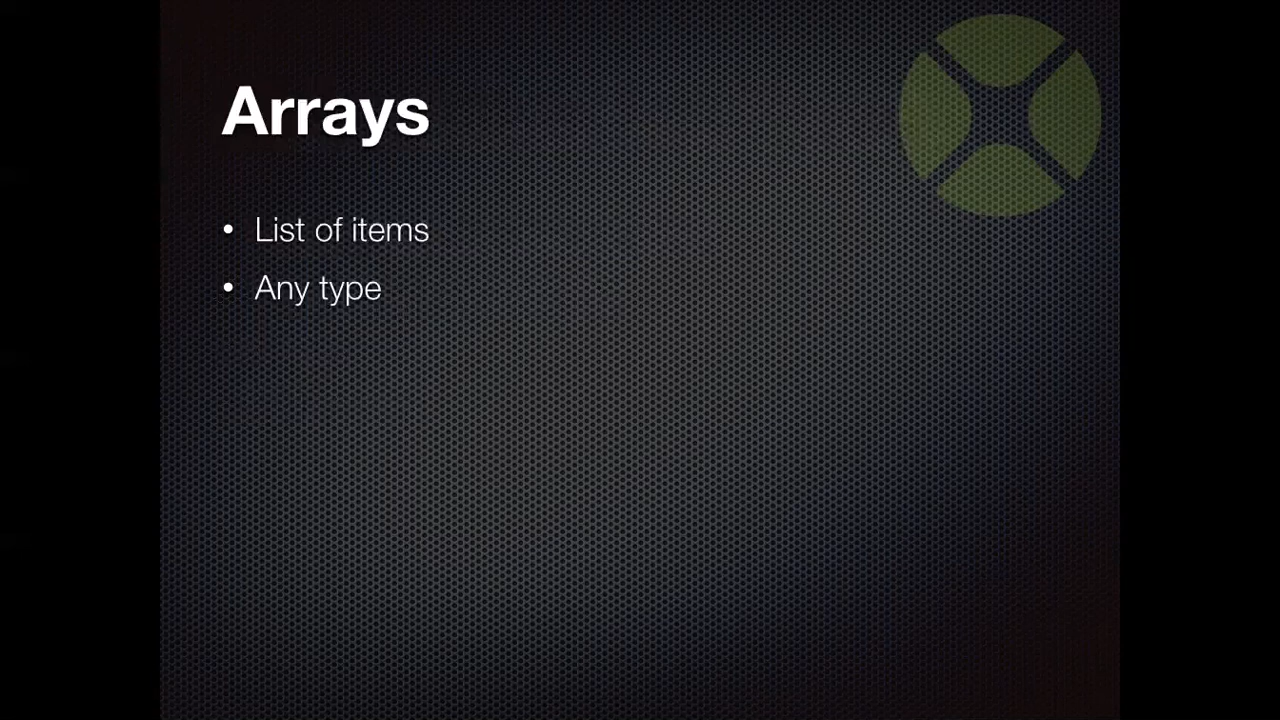 Arrays
• List of items
• Any type